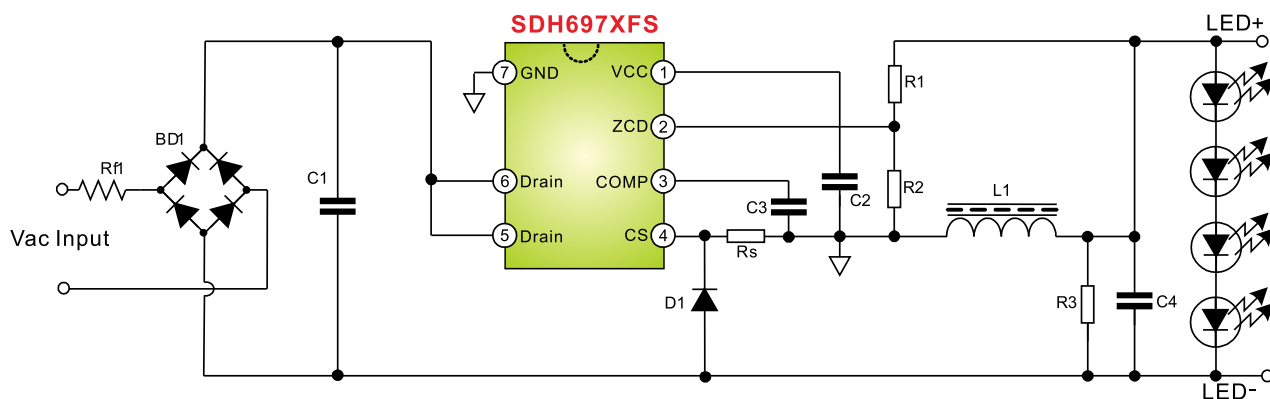 SDH697XFS
LED+
7 GND
VCC 1
R1
BD1
ZCD 2
Rf1
C1
6 Drain
COMP 3
C2
R2
L1
C3
Vac Input
5 Drain
CS 4
Rs
D1
R3
C4
LED-